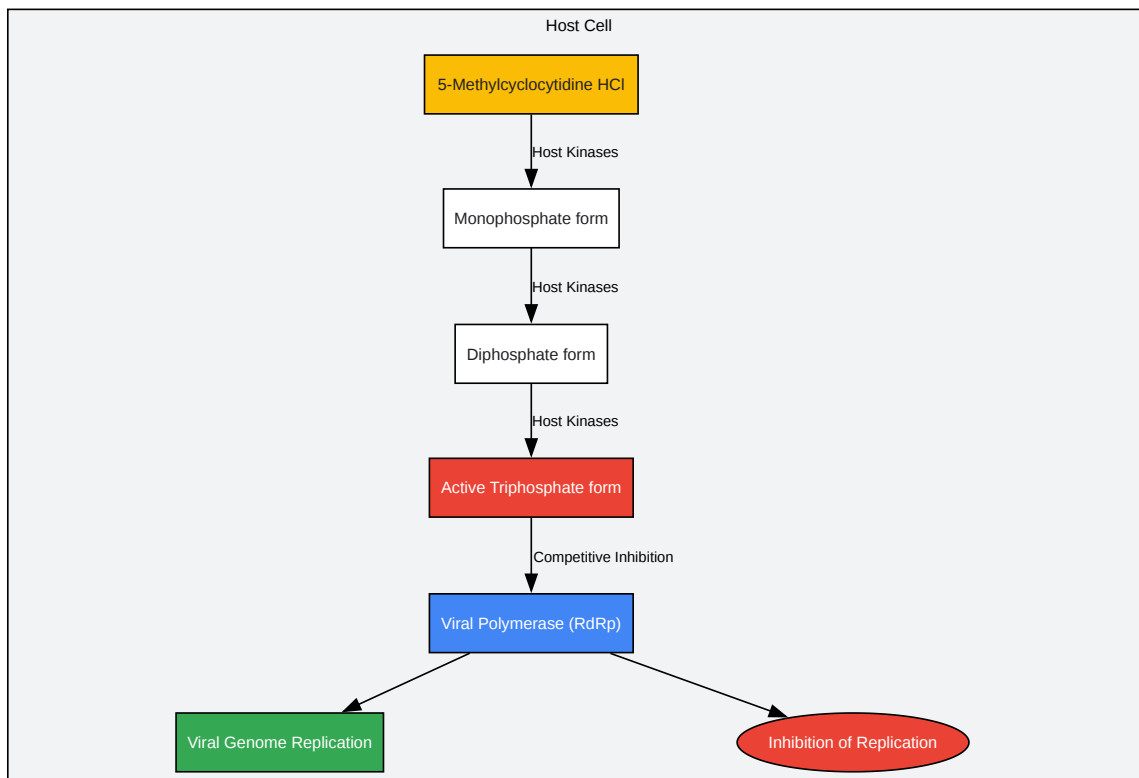 Host Cell
5-Methylcyclocytidine HCl
Host Kinases
Monophosphate form
Host Kinases
Diphosphate form
Host Kinases
Active Triphosphate form
Competitive Inhibition
Viral Polymerase (RdRp)
Viral Genome Replication
Inhibition of Replication